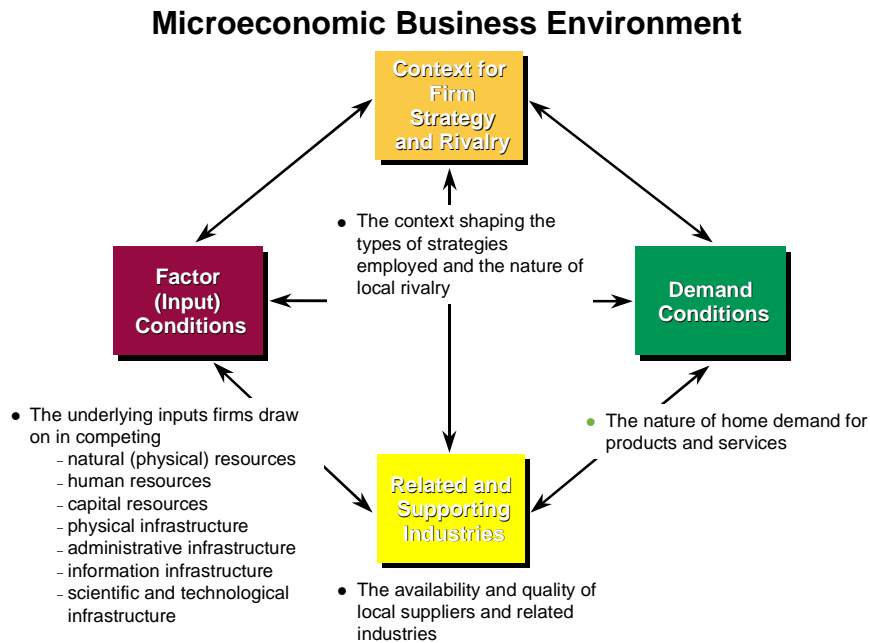 Microeconomic Business Environment
Context for
Firm
Strategy
and Rivalry
● The context shaping the
types of strategies
employed and the nature of
local rivalry
Factor
(Input)
Conditions
Demand
Conditions
● The underlying inputs firms draw
on in competing
– natural (physical) resources
– human resources
– capital resources
– physical infrastructure
– administrative infrastructure
– information infrastructure
– scientific and technological
infrastructure
● The nature of home demand for
products and services
Related and
Supporting
Industries
● The availability and quality of
local suppliers and related
industries